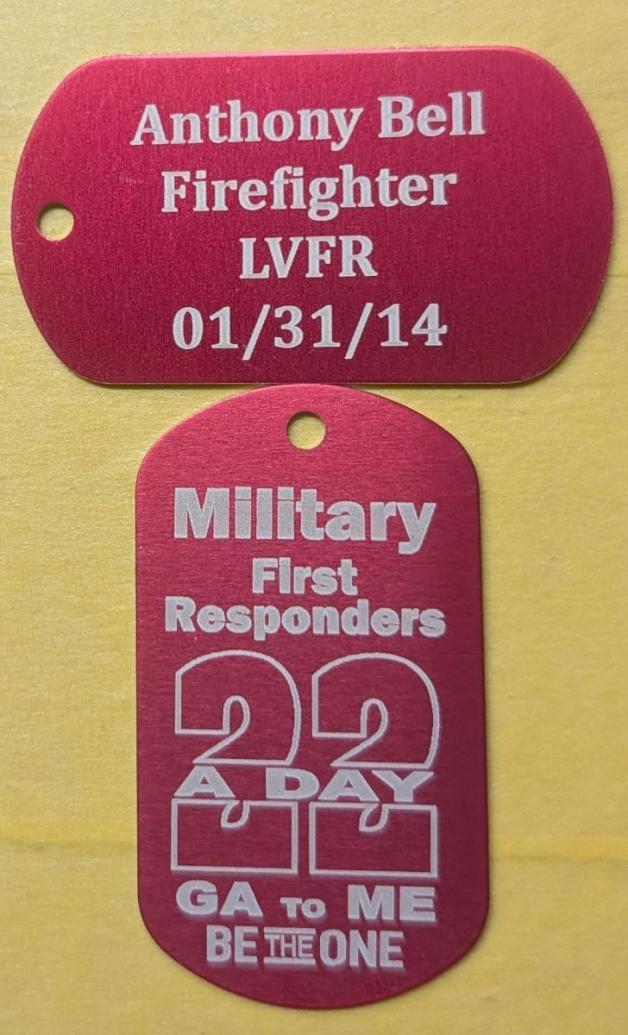 Anthony Bell
Firefighter
LVFR
01/31/14
Military
First
Responders
22
A DAY
GA TO ME
BE THE ONE